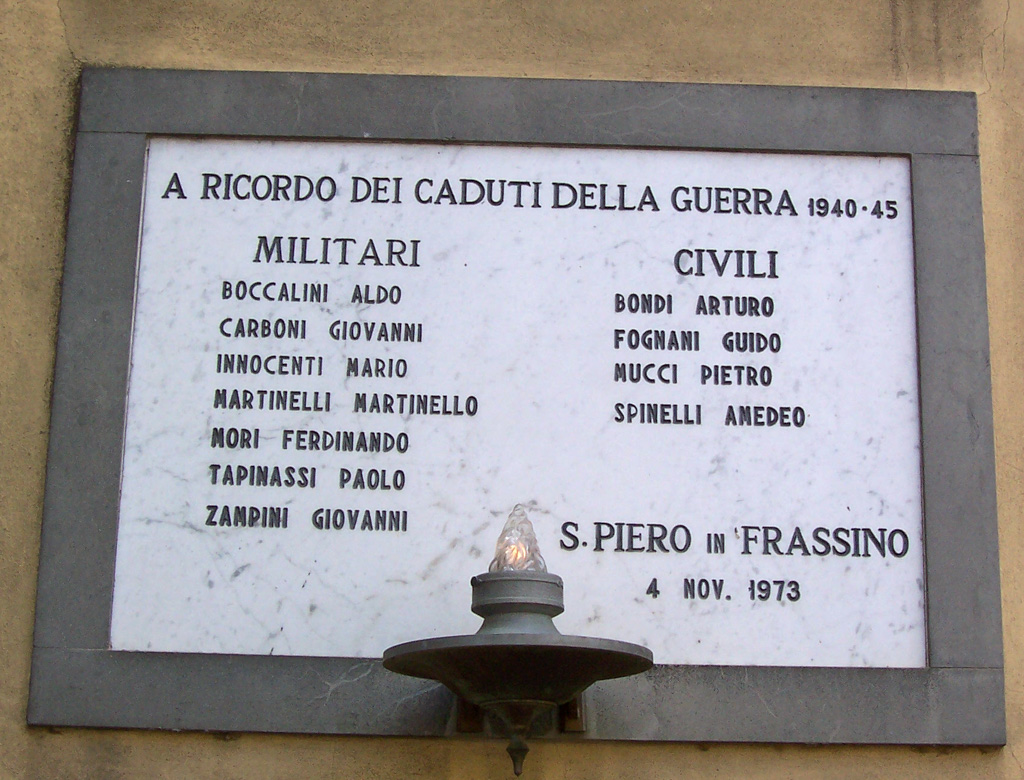 A RICORDO DEI CADUTI DELLA GUERRA 1940·45
MILITARI
BOCCALINI ALDO
CARBONI GIOVANNI
INNOCENTI MARIO
MARTINELLI MARTINELLO
MORI FERDINANDO
TAPINASSI PAOLO
ZAMPINI GIOVANNI
CIVILI
BONDI ARTURO
FOGNANI GUIDO
MUCCI PIETRO
SPINELLI AMEDEO
S. PIERO IN FRASSINO
4 NOV. 1973